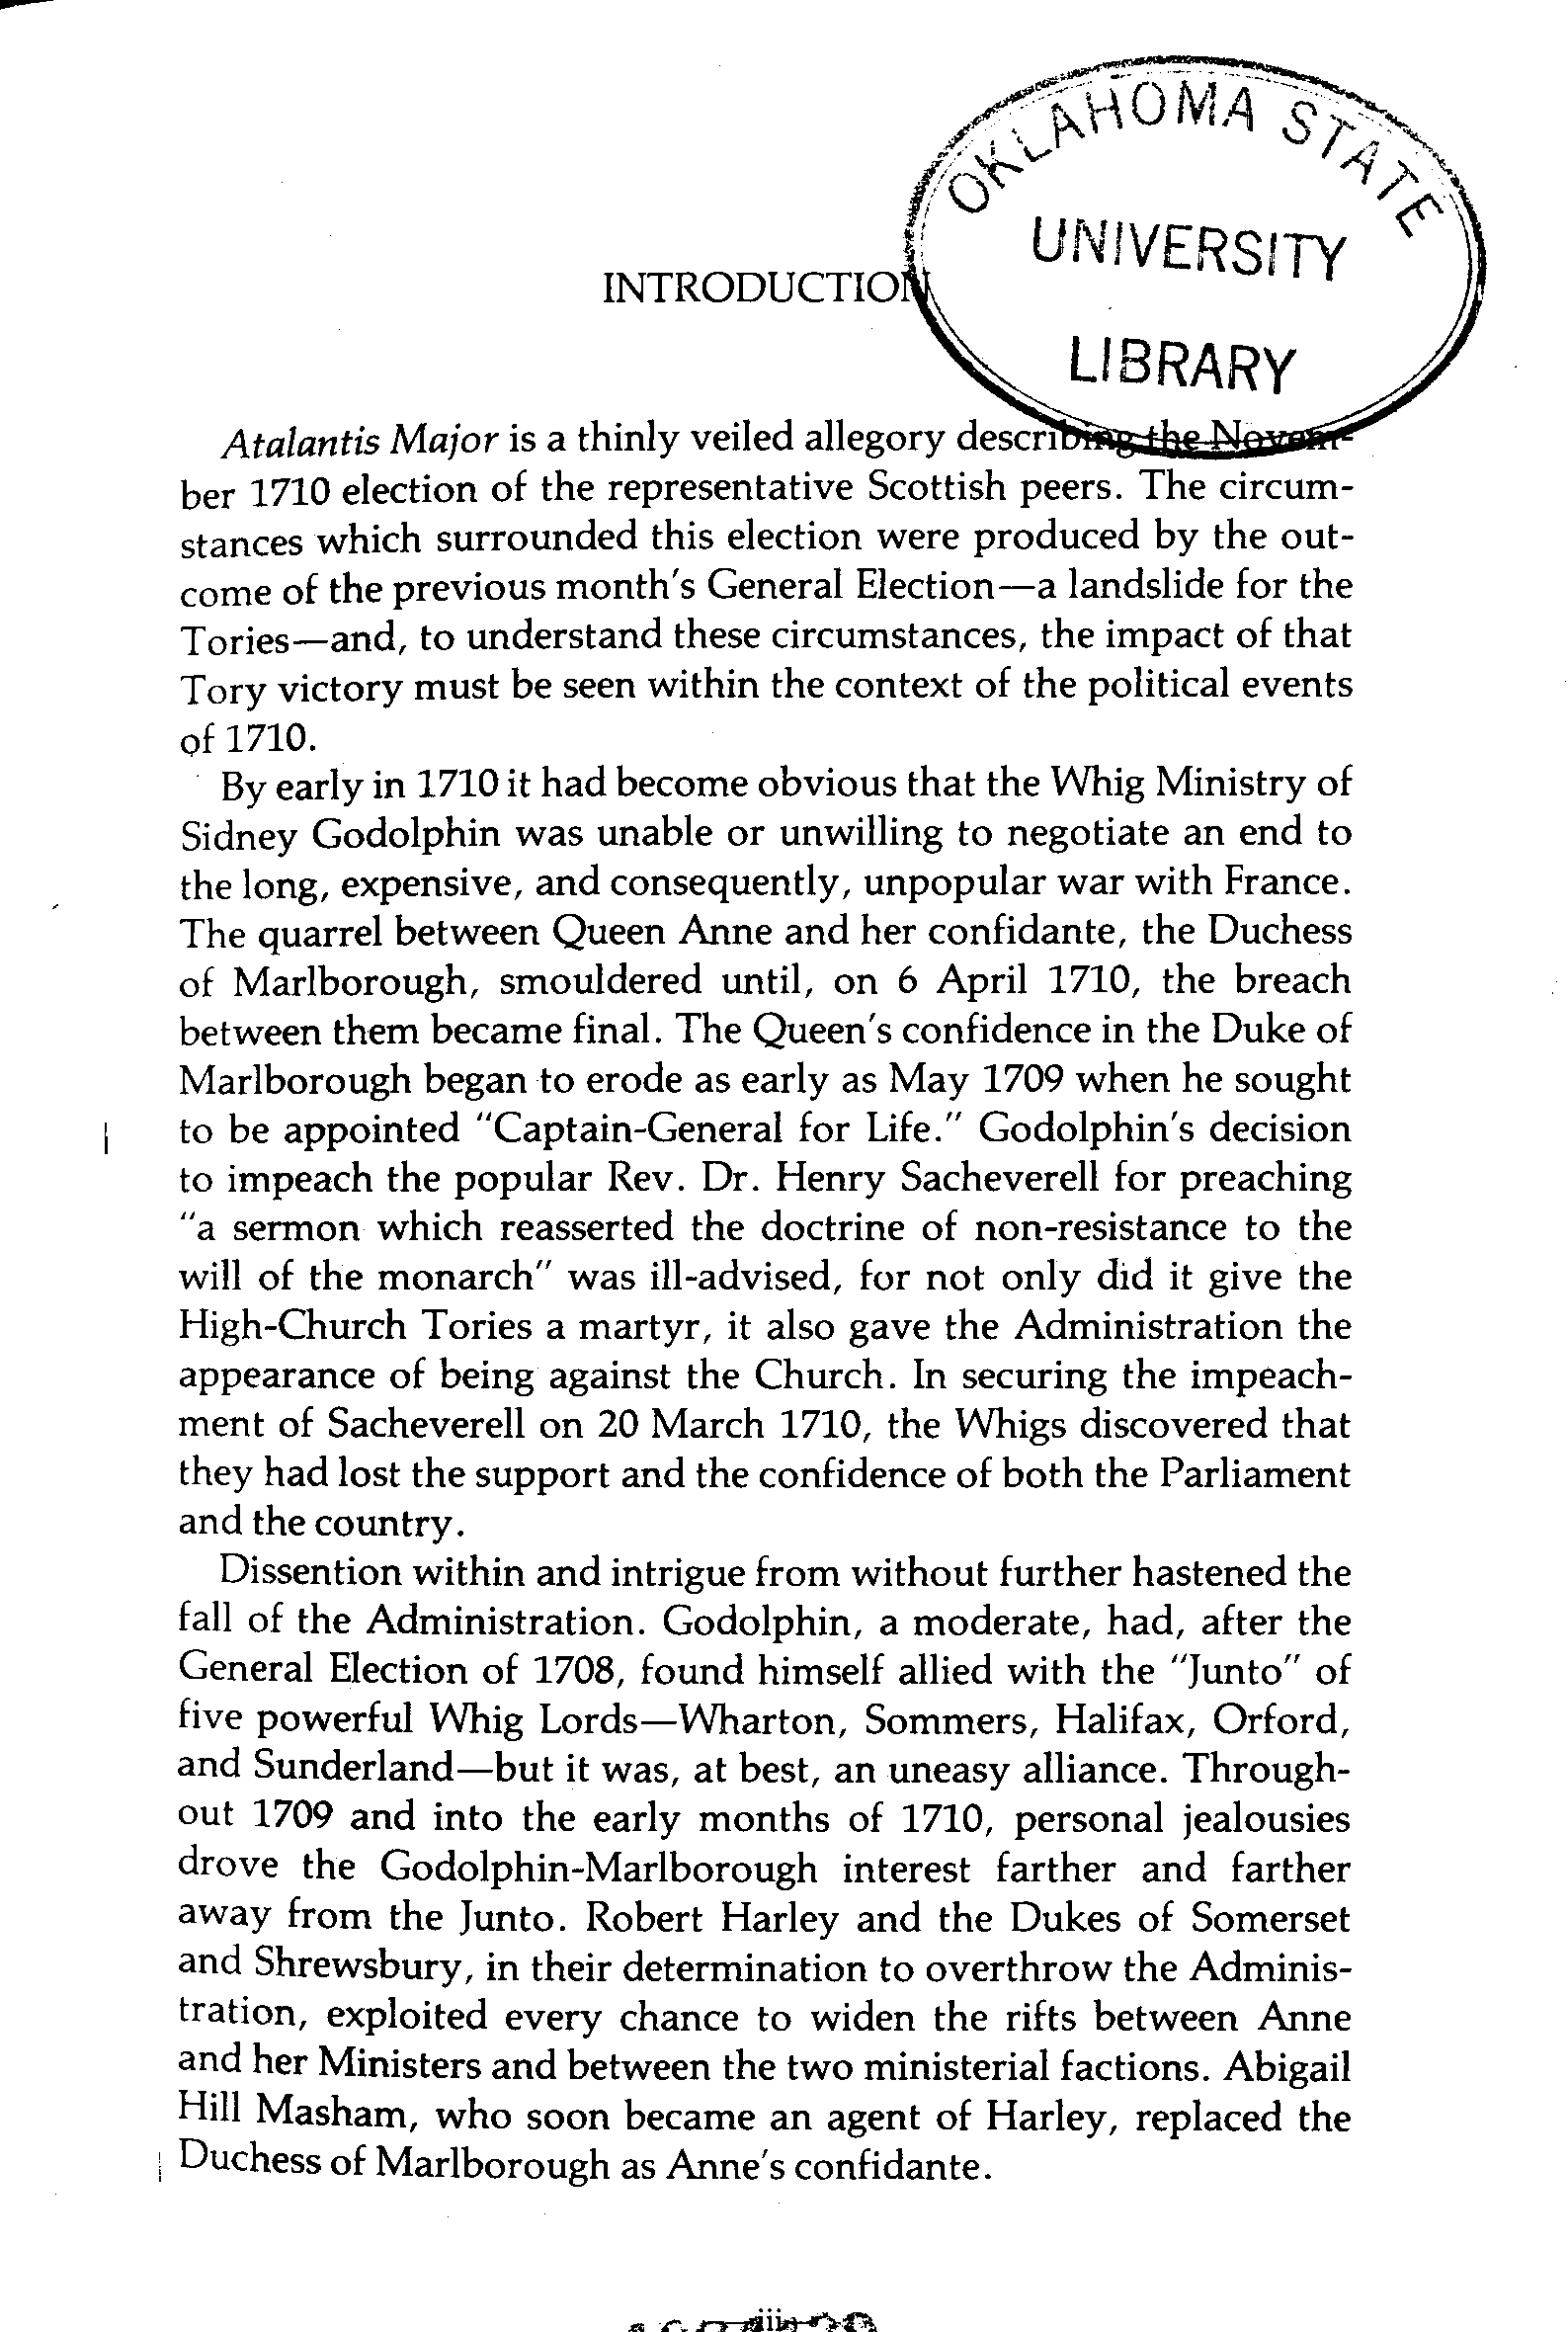 OKLAHOMA STATE
UNIVERSITY
LIBRARY
INTRODUCTION
Atalantis Major is a thinly veiled allegory describing the Novem-
ber 1710 election of the representative Scottish peers. The circum-
stances which surrounded this election were produced by the out-
come of the previous month's General Election—a landslide for the
Tories—and, to understand these circumstances, the impact of that
Tory victory must be seen within the context of the political events
of 1710.
By early in 1710 it had become obvious that the Whig Ministry of
Sidney Godolphin was unable or unwilling to negotiate an end to
the long, expensive, and consequently, unpopular war with France.
The quarrel between Queen Anne and her confidante, the Duchess
of Marlborough, smouldered until, on 6 April 1710, the breach
between them became final. The Queen's confidence in the Duke of
Marlborough began to erode as early as May 1709 when he sought
to be appointed "Captain-General for Life." Godolphin's decision
to impeach the popular Rev. Dr. Henry Sacheverell for preaching
"a sermon which reasserted the doctrine of non-resistance to the
will of the monarch" was ill-advised, for not only did it give the
High-Church Tories a martyr, it also gave the Administration the
appearance of being against the Church. In securing the impeach-
ment of Sacheverell on 20 March 1710, the Whigs discovered that
they had lost the support and the confidence of both the Parliament
and the country.
Dissention within and intrigue from without further hastened the
fall of the Administration. Godolphin, a moderate, had, after the
General Election of 1708, found himself allied with the "Junto" of
five powerful Whig Lords—Wharton, Sommers, Halifax, Orford,
and Sunderland—but it was, at best, an uneasy alliance. Through-
out 1709 and into the early months of 1710, personal jealousies
drove the Godolphin-Marlborough interest farther and farther
away from the Junto. Robert Harley and the Dukes of Somerset
and Shrewsbury, in their determination to overthrow the Adminis-
tration, exploited every chance to widen the rifts between Anne
and her Ministers and between the two ministerial factions. Abigail
Hill Masham, who soon became an agent of Harley, replaced the
Duchess of Marlborough as Anne's confidante.
iii